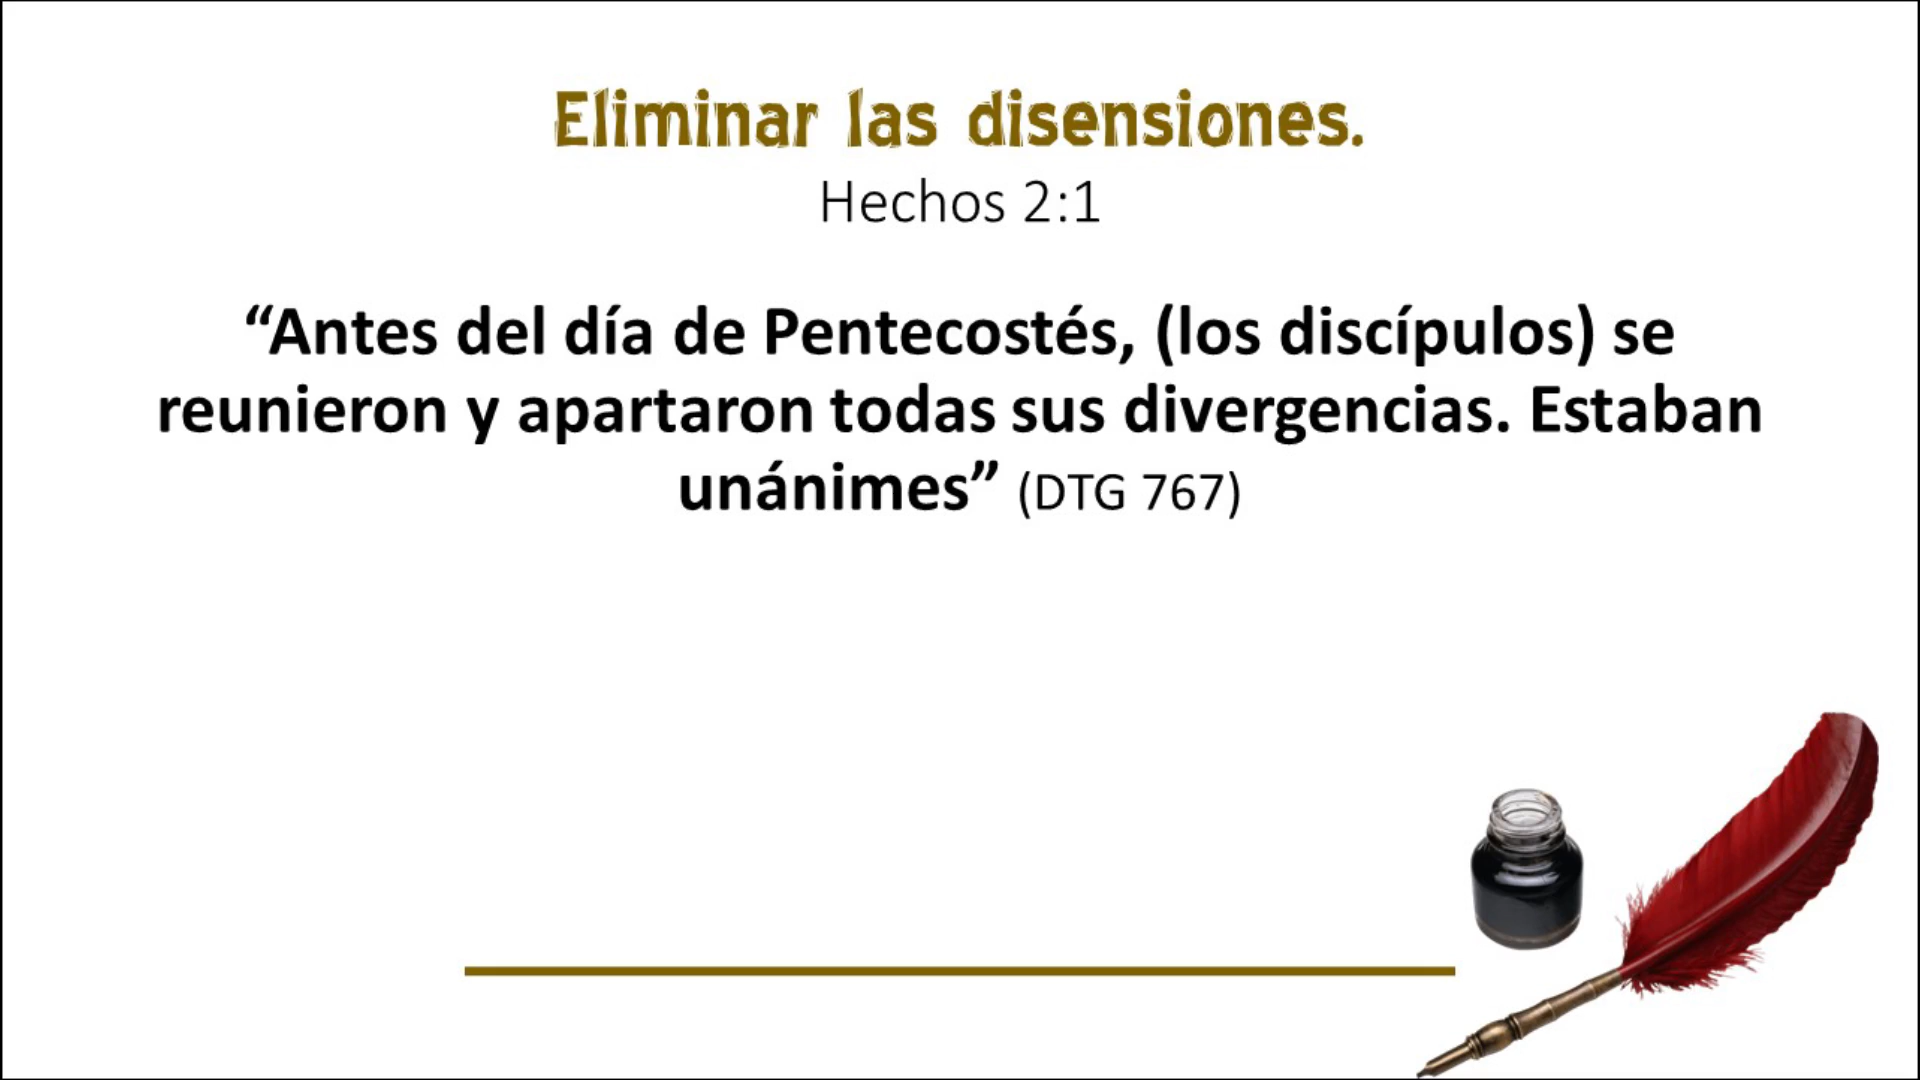 Eliminar las disensiones.
Hechos 2:1
“Antes del día de Pentecostés, (los discípulos) se
reunieron y apartaron todas sus divergencias. Estaban
unánimes” (DTG 767)